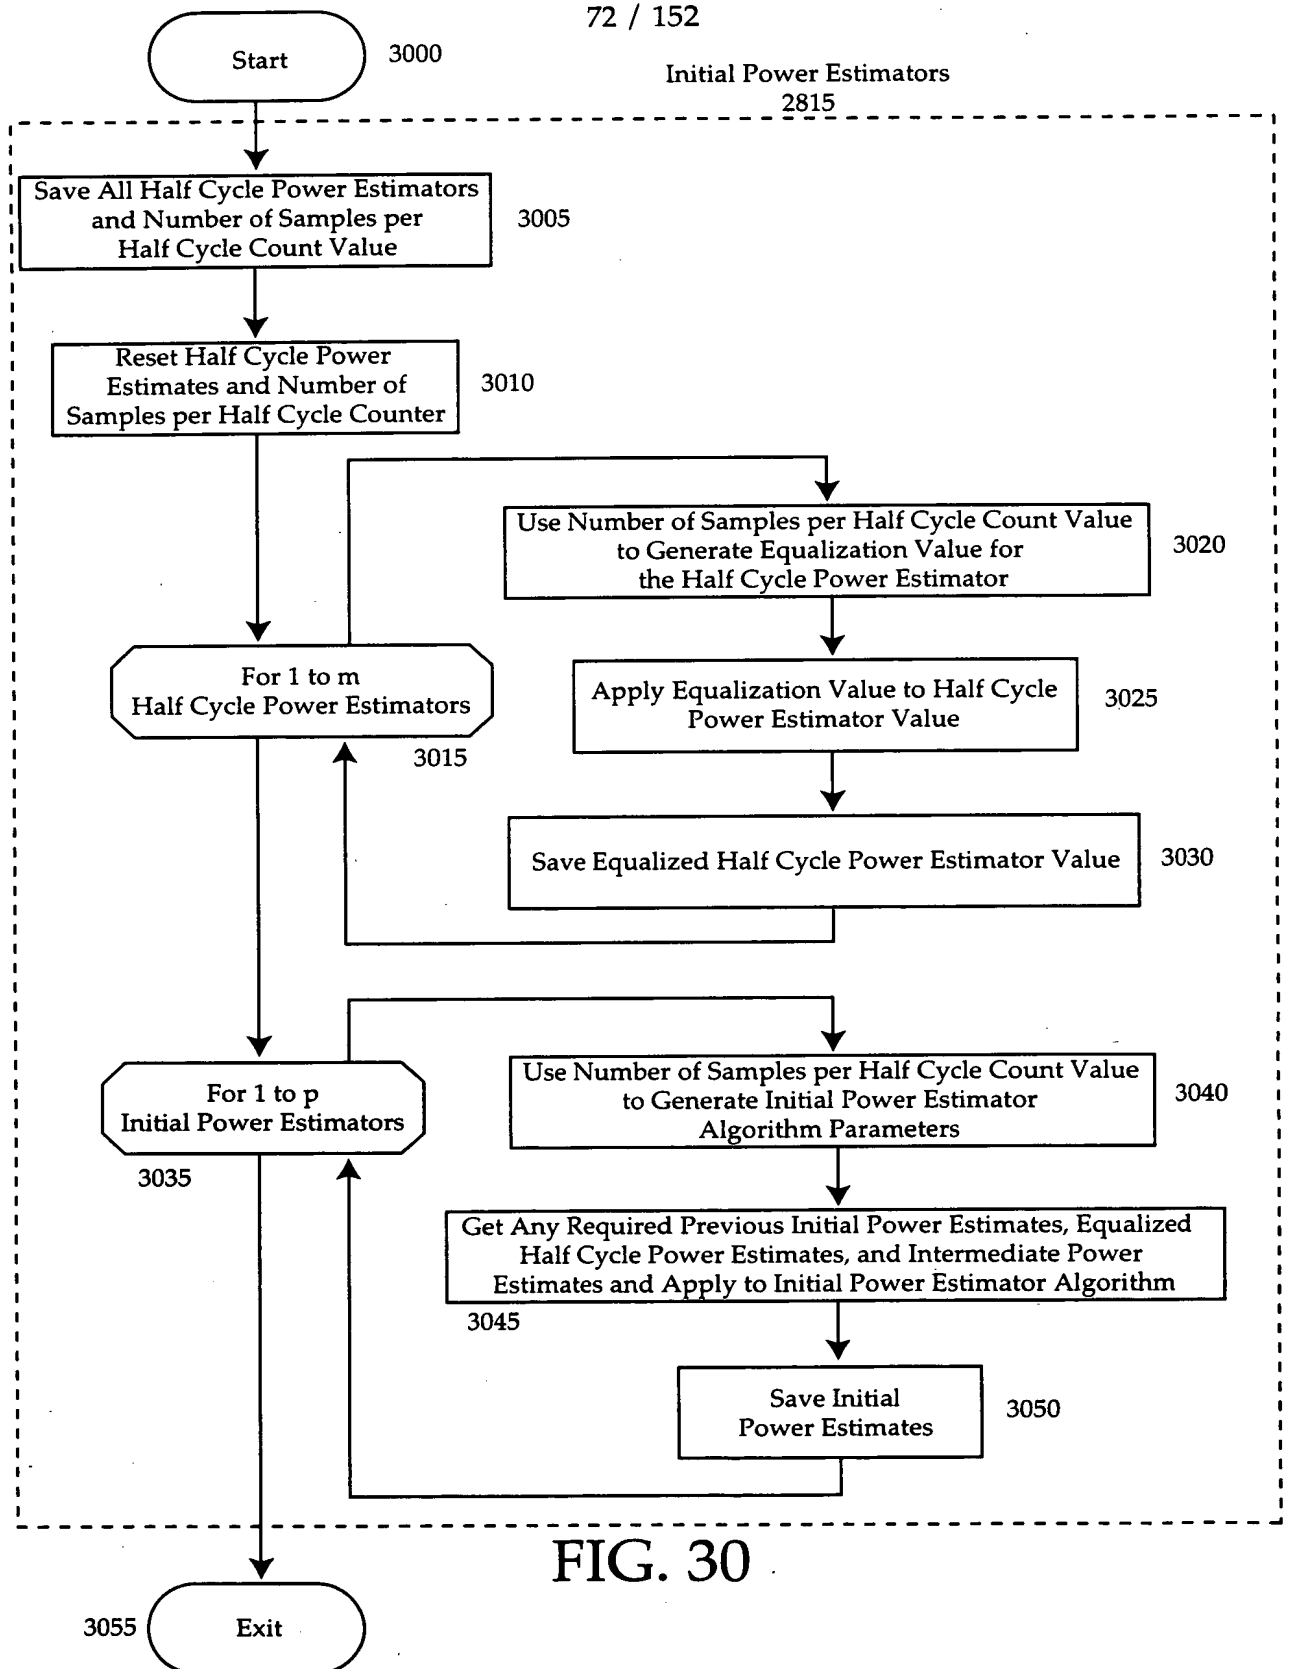 72 / 152
Start
3000
Initial Power Estimators
2815
Save All Half Cycle Power Estimators
and Number of Samples per
Half Cycle Count Value
3005
Reset Half Cycle Power
Estimates and Number of
Samples per Half Cycle Counter
3010
Use Number of Samples per Half Cycle Count Value
to Generate Equalization Value for
the Half Cycle Power Estimator
3020
For 1 to m
Half Cycle Power Estimators
3015
Apply Equalization Value to Half Cycle
Power Estimator Value
3025
Save Equalized Half Cycle Power Estimator Value
3030
For 1 to p
Initial Power Estimators
3035
Use Number of Samples per Half Cycle Count Value
to Generate Initial Power Estimator
Algorithm Parameters
3040
Get Any Required Previous Initial Power Estimates, Equalized
Half Cycle Power Estimates, and Intermediate Power
Estimates and Apply to Initial Power Estimator Algorithm
3045
Save Initial
Power Estimates
3050
FIG. 30
3055
Exit